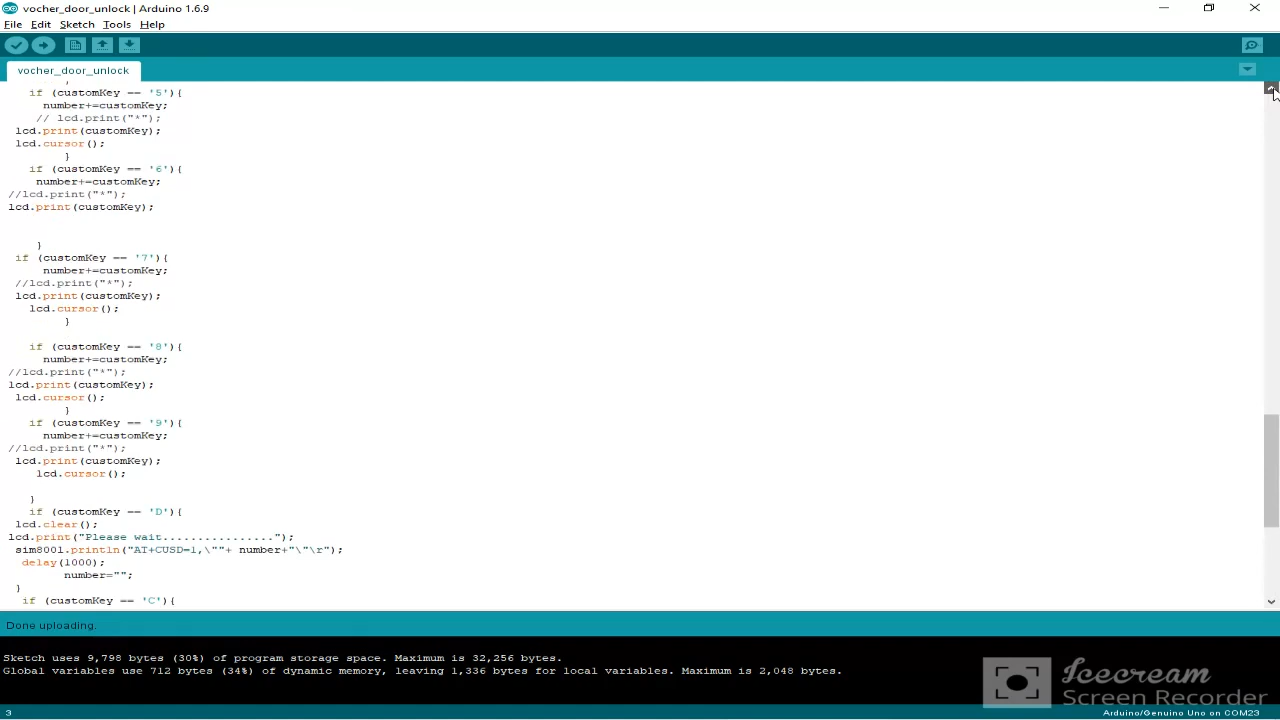 vocher_door_unlock | Arduino 1.6.9
File Edit Sketch Tools Help
vocher_door_unlock
}
if (customKey == '5'){
number+=customKey;
// lcd.print("*");
lcd.print(customKey);
lcd.cursor();
}
if (customKey == '6'){
number+=customKey;
//lcd.print("*");
lcd.print(customKey);
}
if (customKey == '7'){
number+=customKey;
//lcd.print("*");
lcd.print(customKey);
lcd.cursor();
}
if (customKey == '8'){
number+=customKey;
//lcd.print("*");
lcd.print(customKey);
lcd.cursor();
}
if (customKey == '9'){
number+=customKey;
//lcd.print("*");
lcd.print(customKey);
lcd.cursor();
}
if (customKey == 'D'){
lcd.clear();
lcd.print("Please wait................");
sim800l.println("AT+CUSD=1,\""+ number+"\"\r");
delay(1000);
number="";
}
if (customKey == 'C'){
Done uploading.
Sketch uses 9,798 bytes (30%) of program storage space. Maximum is 32,256 bytes.
Global variables use 712 bytes (34%) of dynamic memory, leaving 1,336 bytes for local variables. Maximum is 2,048 bytes.
Icecream
Screen Recorder
3 Arduino/Genuino Uno on COM23